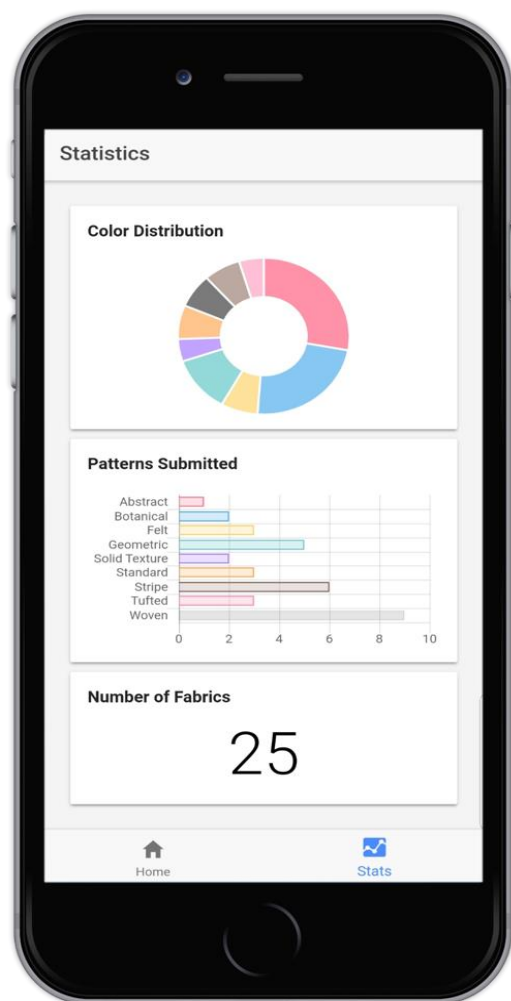 Statistics
Color Distribution
Patterns Submitted
Abstract
Botanical
Felt
Geometric
Solid Texture
Standard
Stripe
Tufted
Woven
0 2 4 6 8 10
Number of Fabrics
25
Home Stats